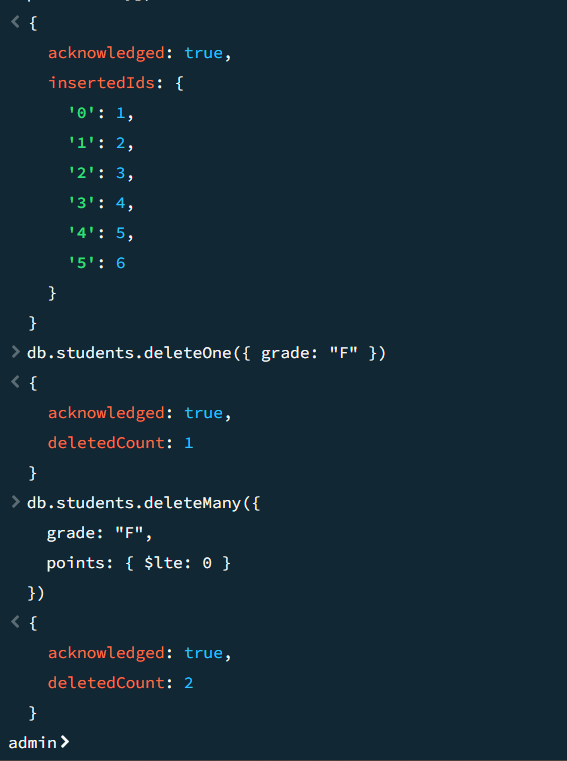 {
acknowledged: true,
insertedIds: {
'0': 1,
'1': 2,
'2': 3,
'3': 4,
'4': 5,
'5': 6
}
}
> db.students.deleteOne({ grade: "F" })
< {
acknowledged: true,
deletedCount: 1
}
> db.students.deleteMany({
grade: "F",
points: { $lte: 0 }
})
< {
acknowledged: true,
deletedCount: 2
}
admin>